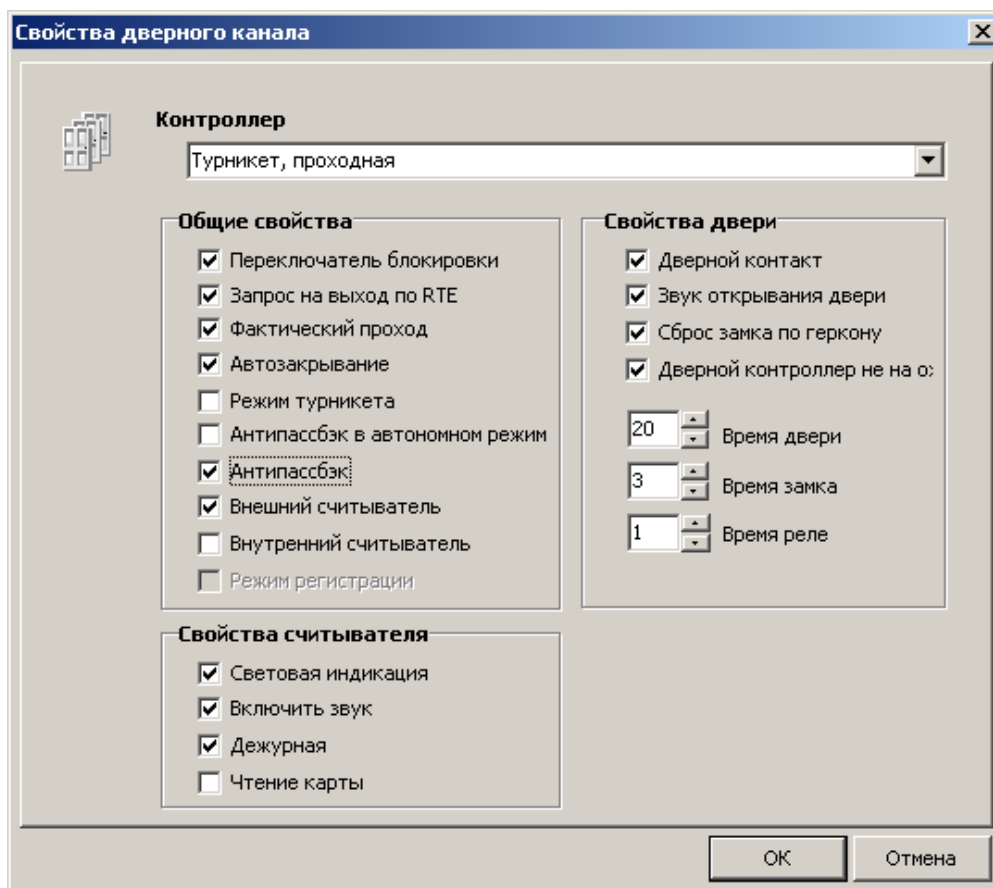 Свойства дверного канала
Контроллер
Турникет, проходная
Общие свойства
Переключатель блокировки
Запрос на выход по RTE
Фактический проход
Автозакрывание
Режим турникета
Антипассбэк в автономном режим
Антипассбэк
Внешний считыватель
Внутренний считыватель
Режим регистрации
Свойства двери
Дверной контакт
Звук открывания двери
Сброс замка по геркону
Дверной контроллер не на о
20 Время двери
3 Время замка
1 Время реле
Свойства считывателя
Световая индикация
Включить звук
Дежурная
Чтение карты
OK Отмена